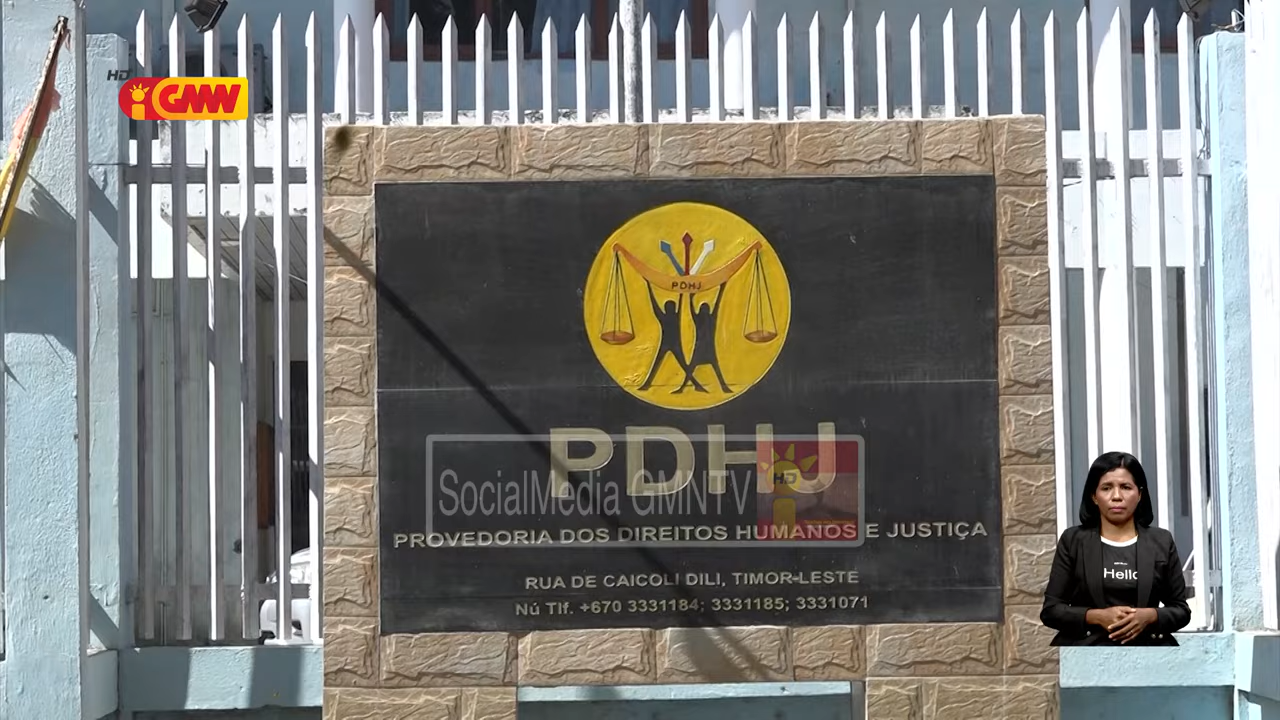 HD
GMN
PDHJ
PDHJ
SocialMedia GMNTV
HD
PROVEDORIA DOS DIREITOS HUMANOS E JUSTIÇA
RUA DE CAICOLI DILI, TIMOR-LESTE
Nú Tlf. +670 3331184; 3331185; 3331071
Hello